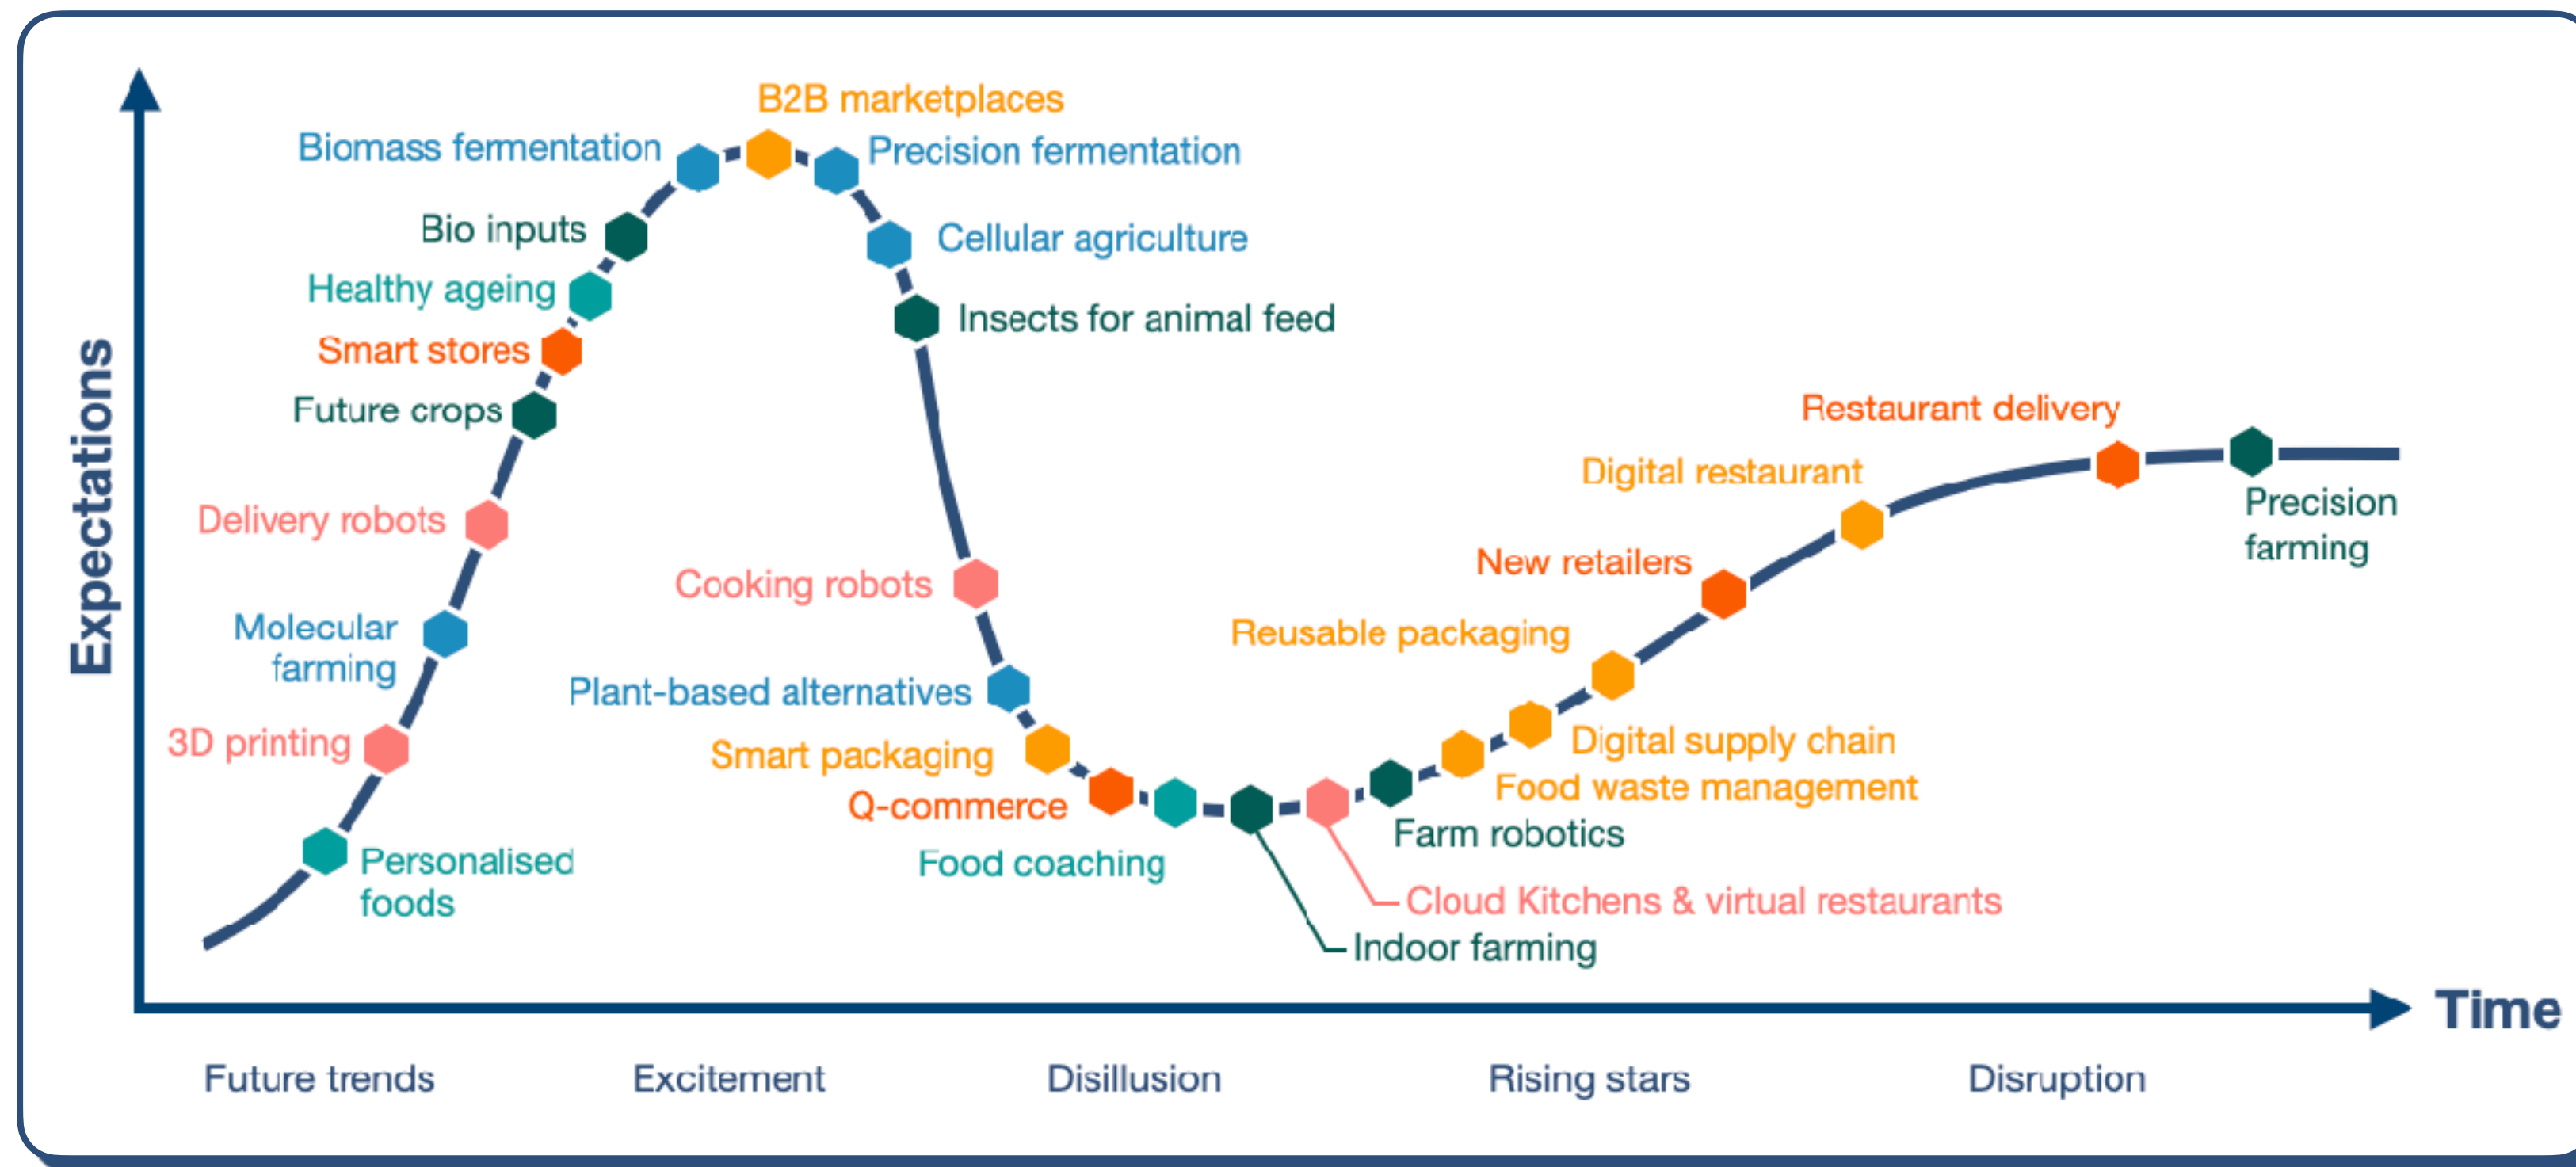 B2B marketplaces
Biomass fermentation
Precision fermentation
Bio inputs
Cellular agriculture
Healthy ageing
Insects for animal feed
Smart stores
Future crops
Restaurant delivery
Digital restaurant
Precision
farming
Delivery robots
New retailers
Cooking robots
Molecular
farming
Reusable packaging
Plant-based alternatives
3D printing
Smart packaging
Digital supply chain
Food waste management
Q-commerce
Farm robotics
Personalised
foods
Food coaching
Cloud Kitchens & virtual restaurants
Indoor farming
Expectations
Time
Future trends
Excitement
Disillusion
Rising stars
Disruption